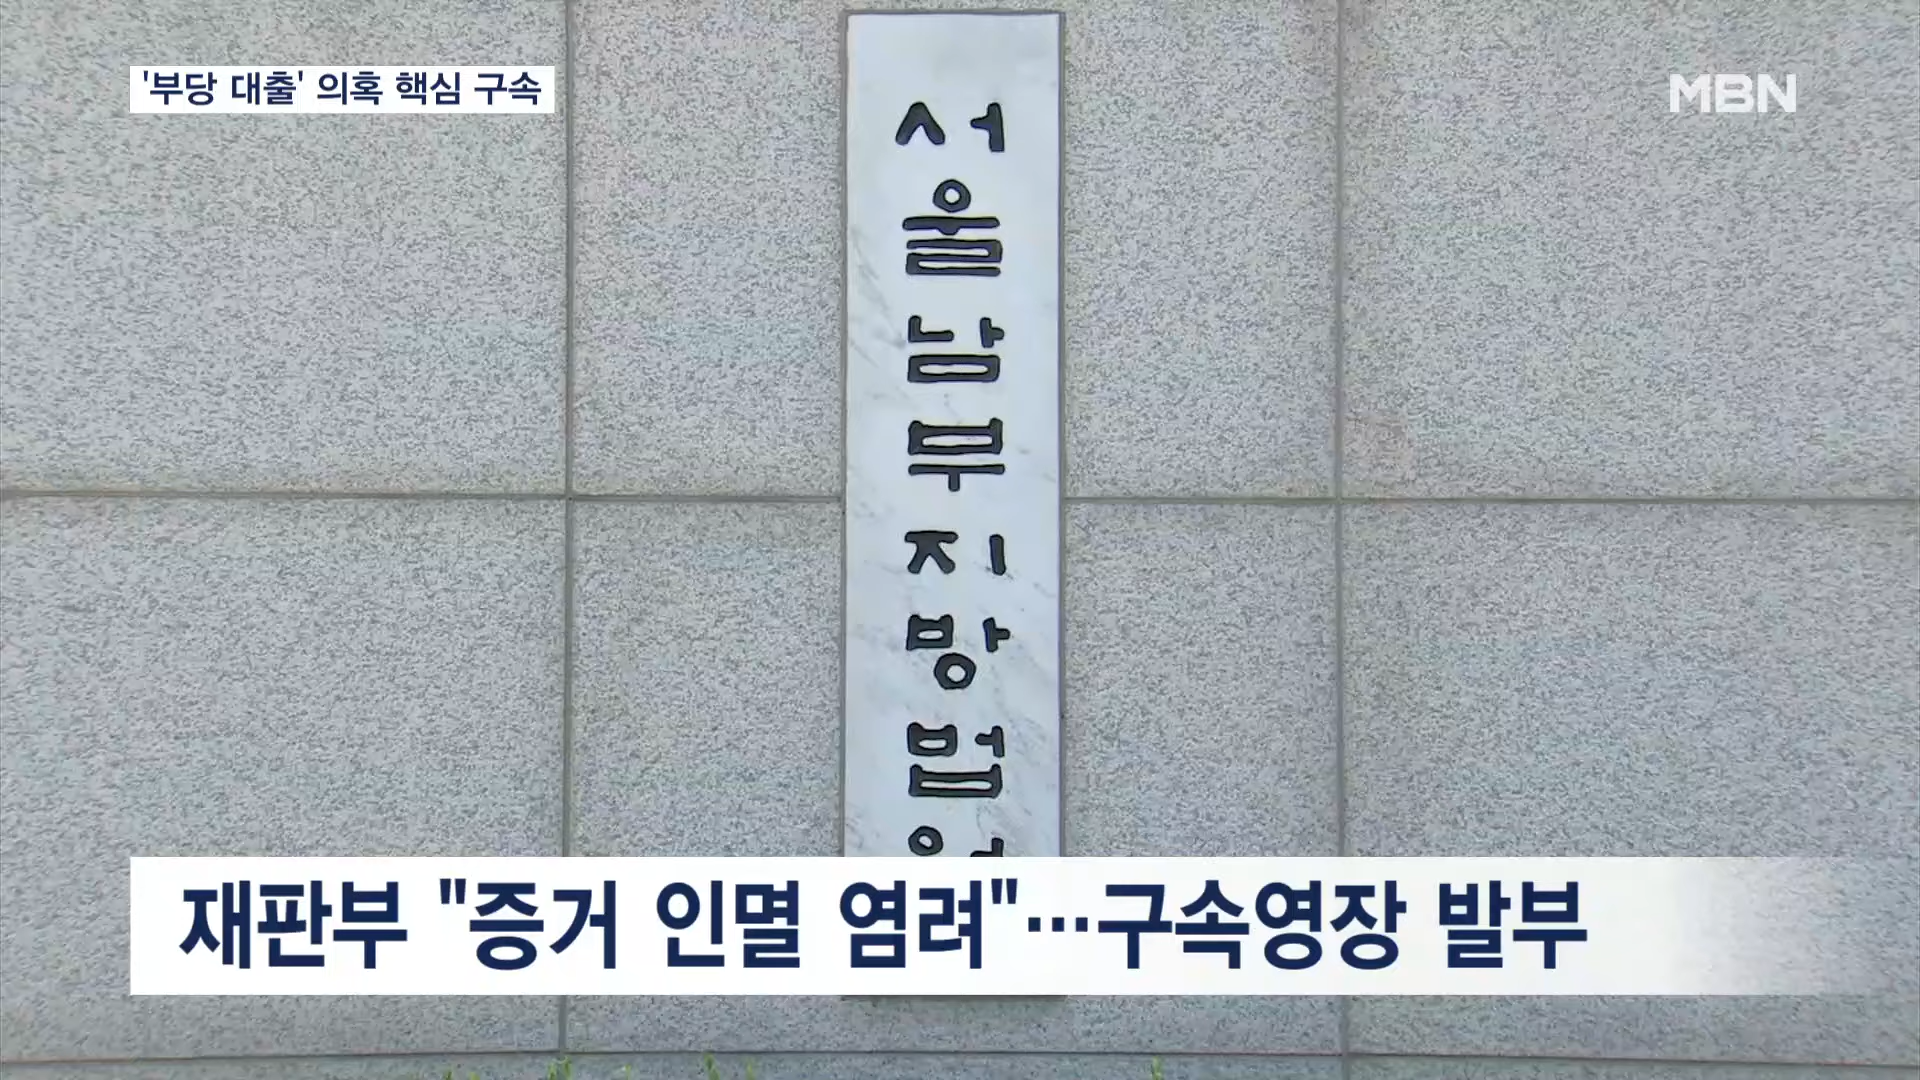 '부당 대출' 의혹 핵심 구속
MBN
서울남부지방법원
재판부 "증거 인멸 염려"…구속영장 발부